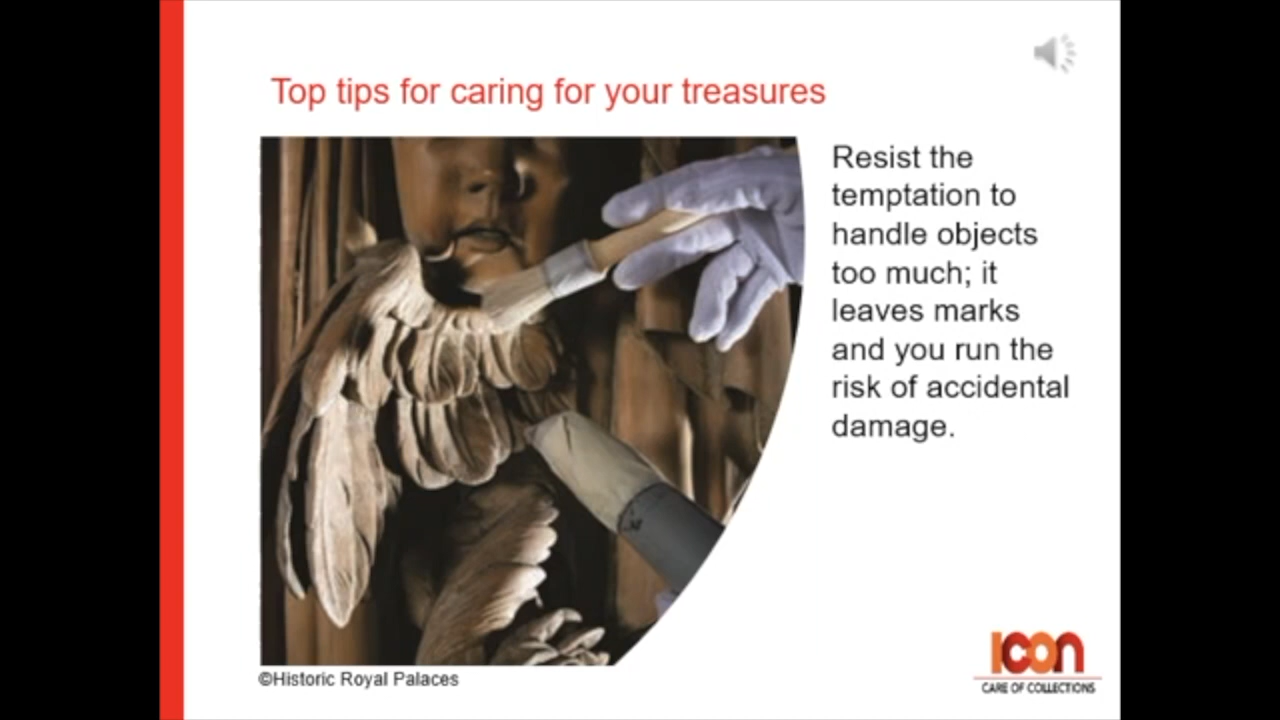 Top tips for caring for your treasures
Resist the
temptation to
handle objects
too much; it
leaves marks
and you run the
risk of accidental
damage.
©Historic Royal Palaces
ICON
CARE OF COLLECTIONS